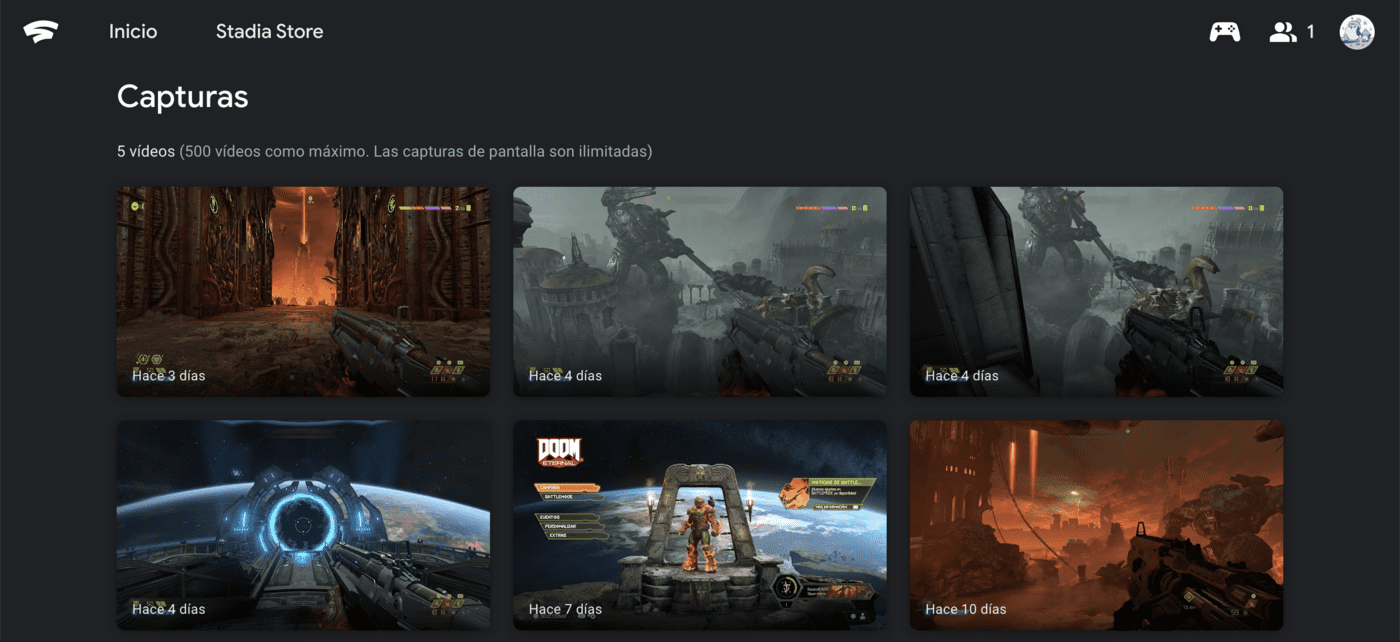 Inicio
Stadia Store
1
Capturas
5 vídeos (500 vídeos como máximo. Las capturas de pantalla son ilimitadas)
Hace 3 días
Hace 4 días
Hace 4 días
Hace 4 días
DOOM
ETERNAL
CAMPAÑA
BATTLEMODE
EVENTOS
PERSONALIZAR
EXTRAS
Hace 7 días
Hace 10 días